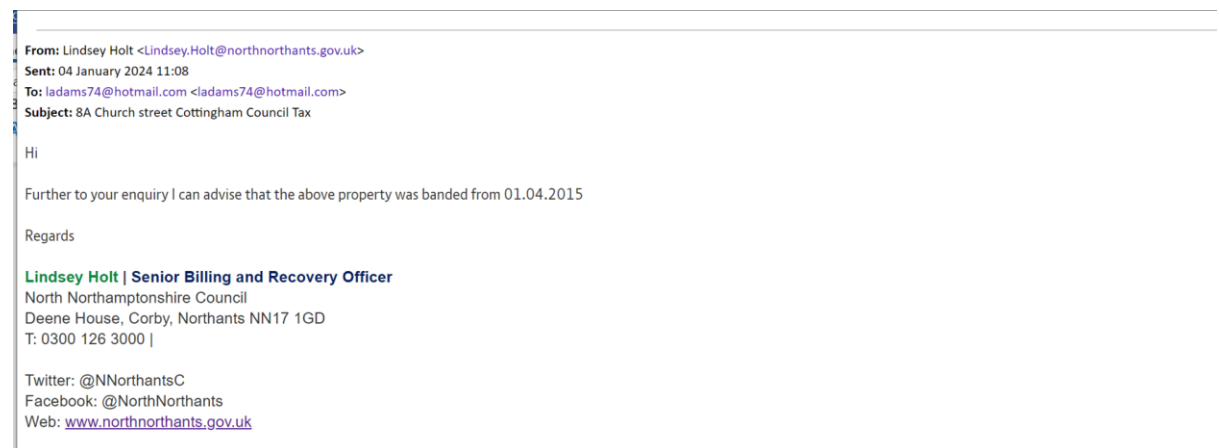 From: Lindsey Holt <Lindsey.Holt@northnorthants.gov.uk>
Sent: 04 January 2024 11:08
To: ladams74@hotmail.com <ladams74@hotmail.com>
Subject: 8A Church street Cottingham Council Tax
Hi
Further to your enquiry I can advise that the above property was banded from 01.04.2015
Regards
Lindsey Holt | Senior Billing and Recovery Officer
North Northamptonshire Council
Deene House, Corby, Northants NN17 1GD
T: 0300 126 3000 |
Twitter: @NNorthantsC
Facebook: @NorthNorthants
Web: www.northnorthants.gov.uk